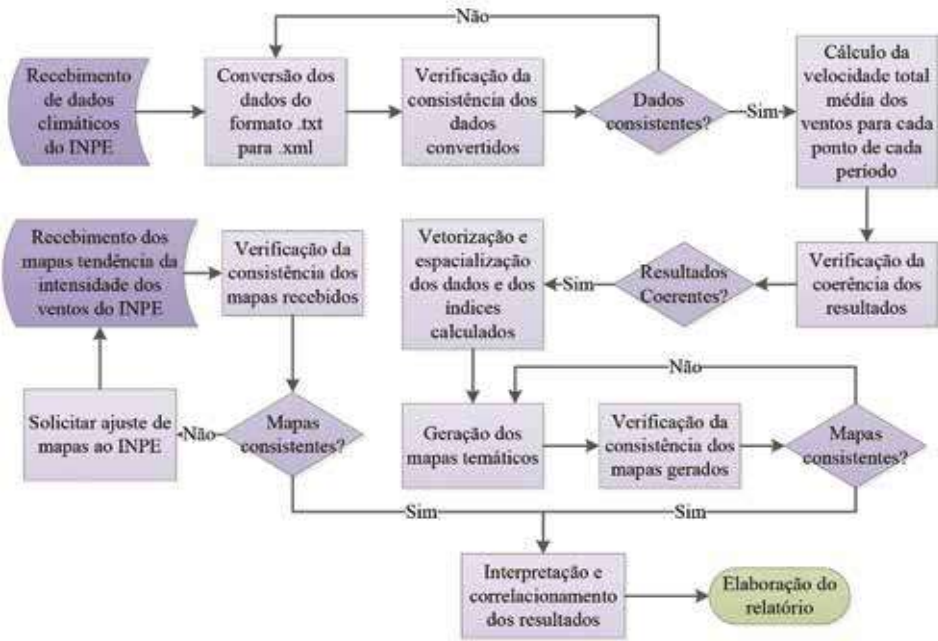 Não
Recebimento
de dados
climáticos
do INPE
Conversão dos
dados do
formato .txt
para .xml
Verificação da
consistência dos
dados
convertidos
Dados
consistentes?
Sim
Cálculo da
velocidade total
média dos
ventos para cada
ponto de cada
período
Recebimento dos
mapas tendência da
intensidade dos
ventos do INPE
Verificação da
consistência dos
mapas recebidos
Vetorização e
espacialização
dos dados e dos
índices
calculados
Sim
Resultados
Coerentes?
Verificação da
coerência dos
resultados
Não
Solicitar ajuste de
mapas ao INPE
Não
Mapas
consistentes?
Geração dos
mapas temáticos
Verificação da
consistência dos
mapas gerados
Mapas
consistentes?
Sim
Sim
Interpretação e
correlacionamento
dos resultados
Elaboração do
relatório